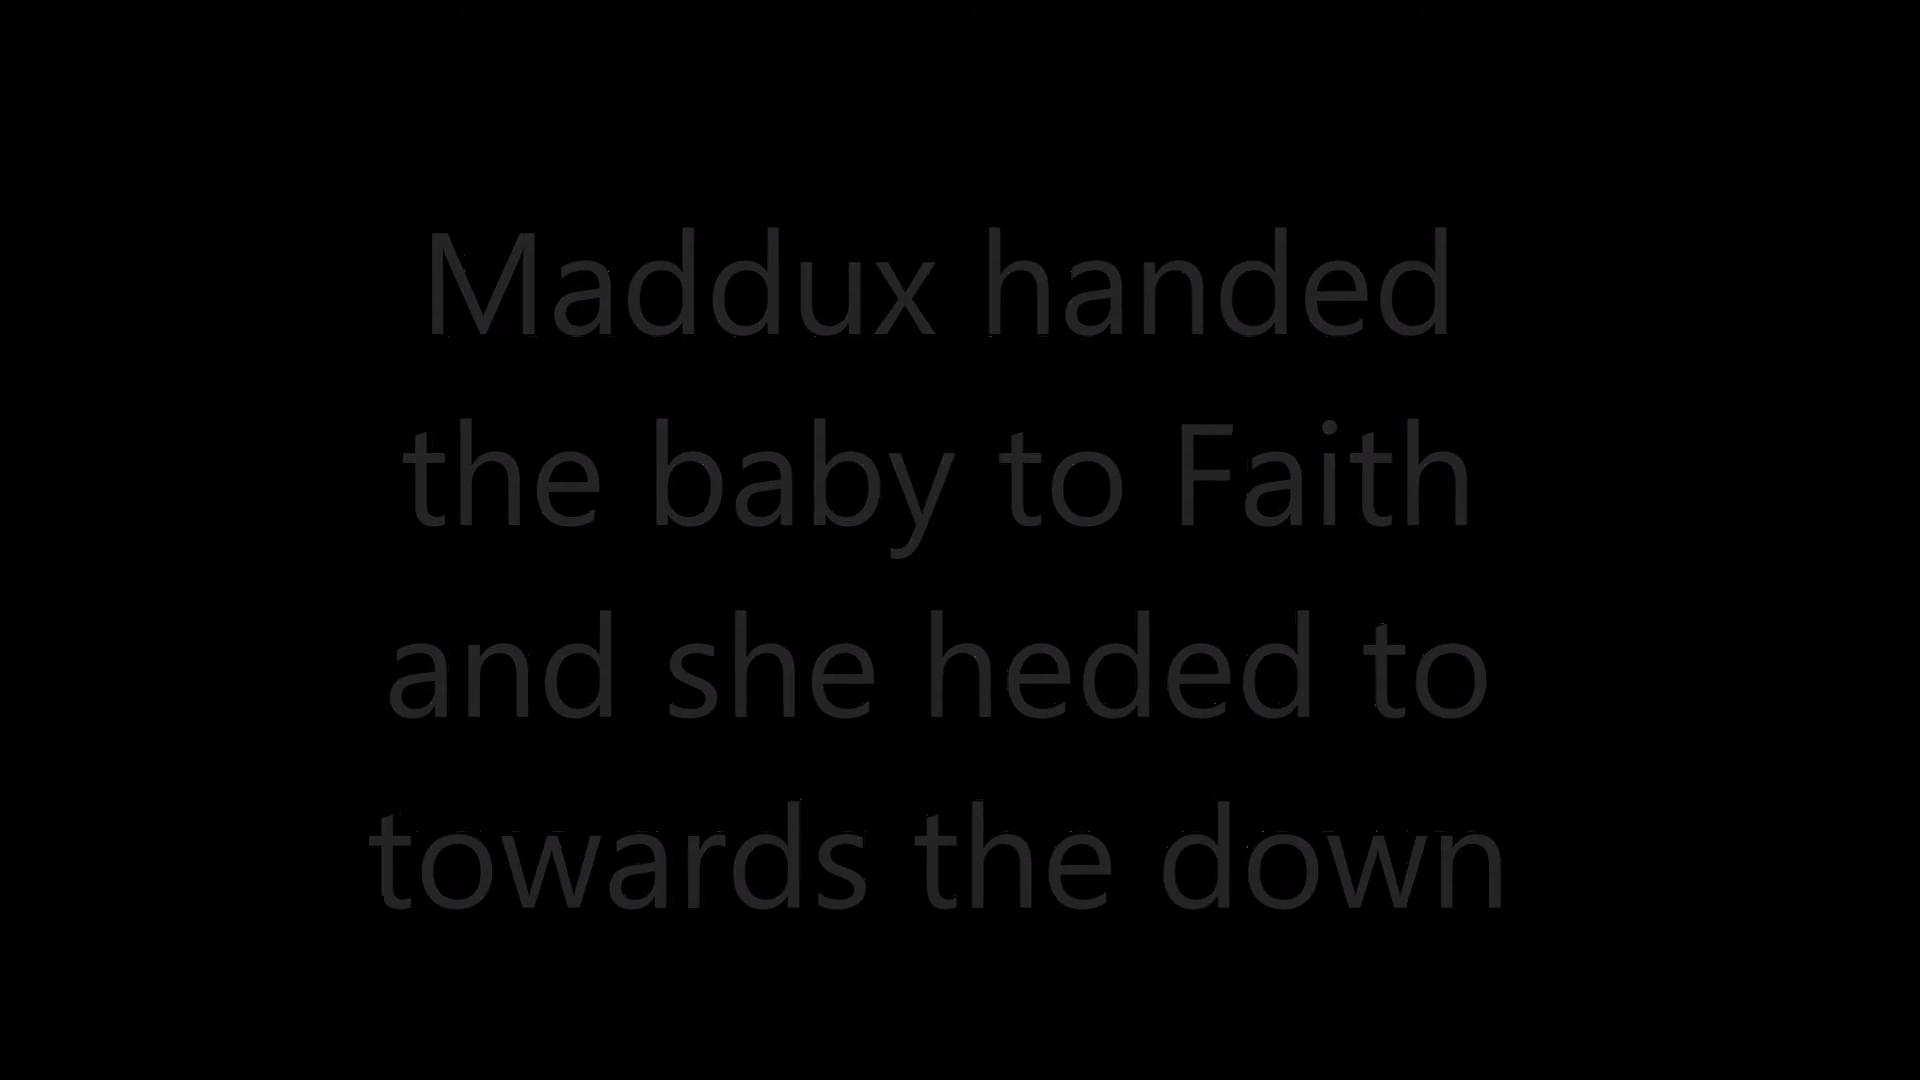 Maddux handed
the baby to Faith
and she heded to
towards the down